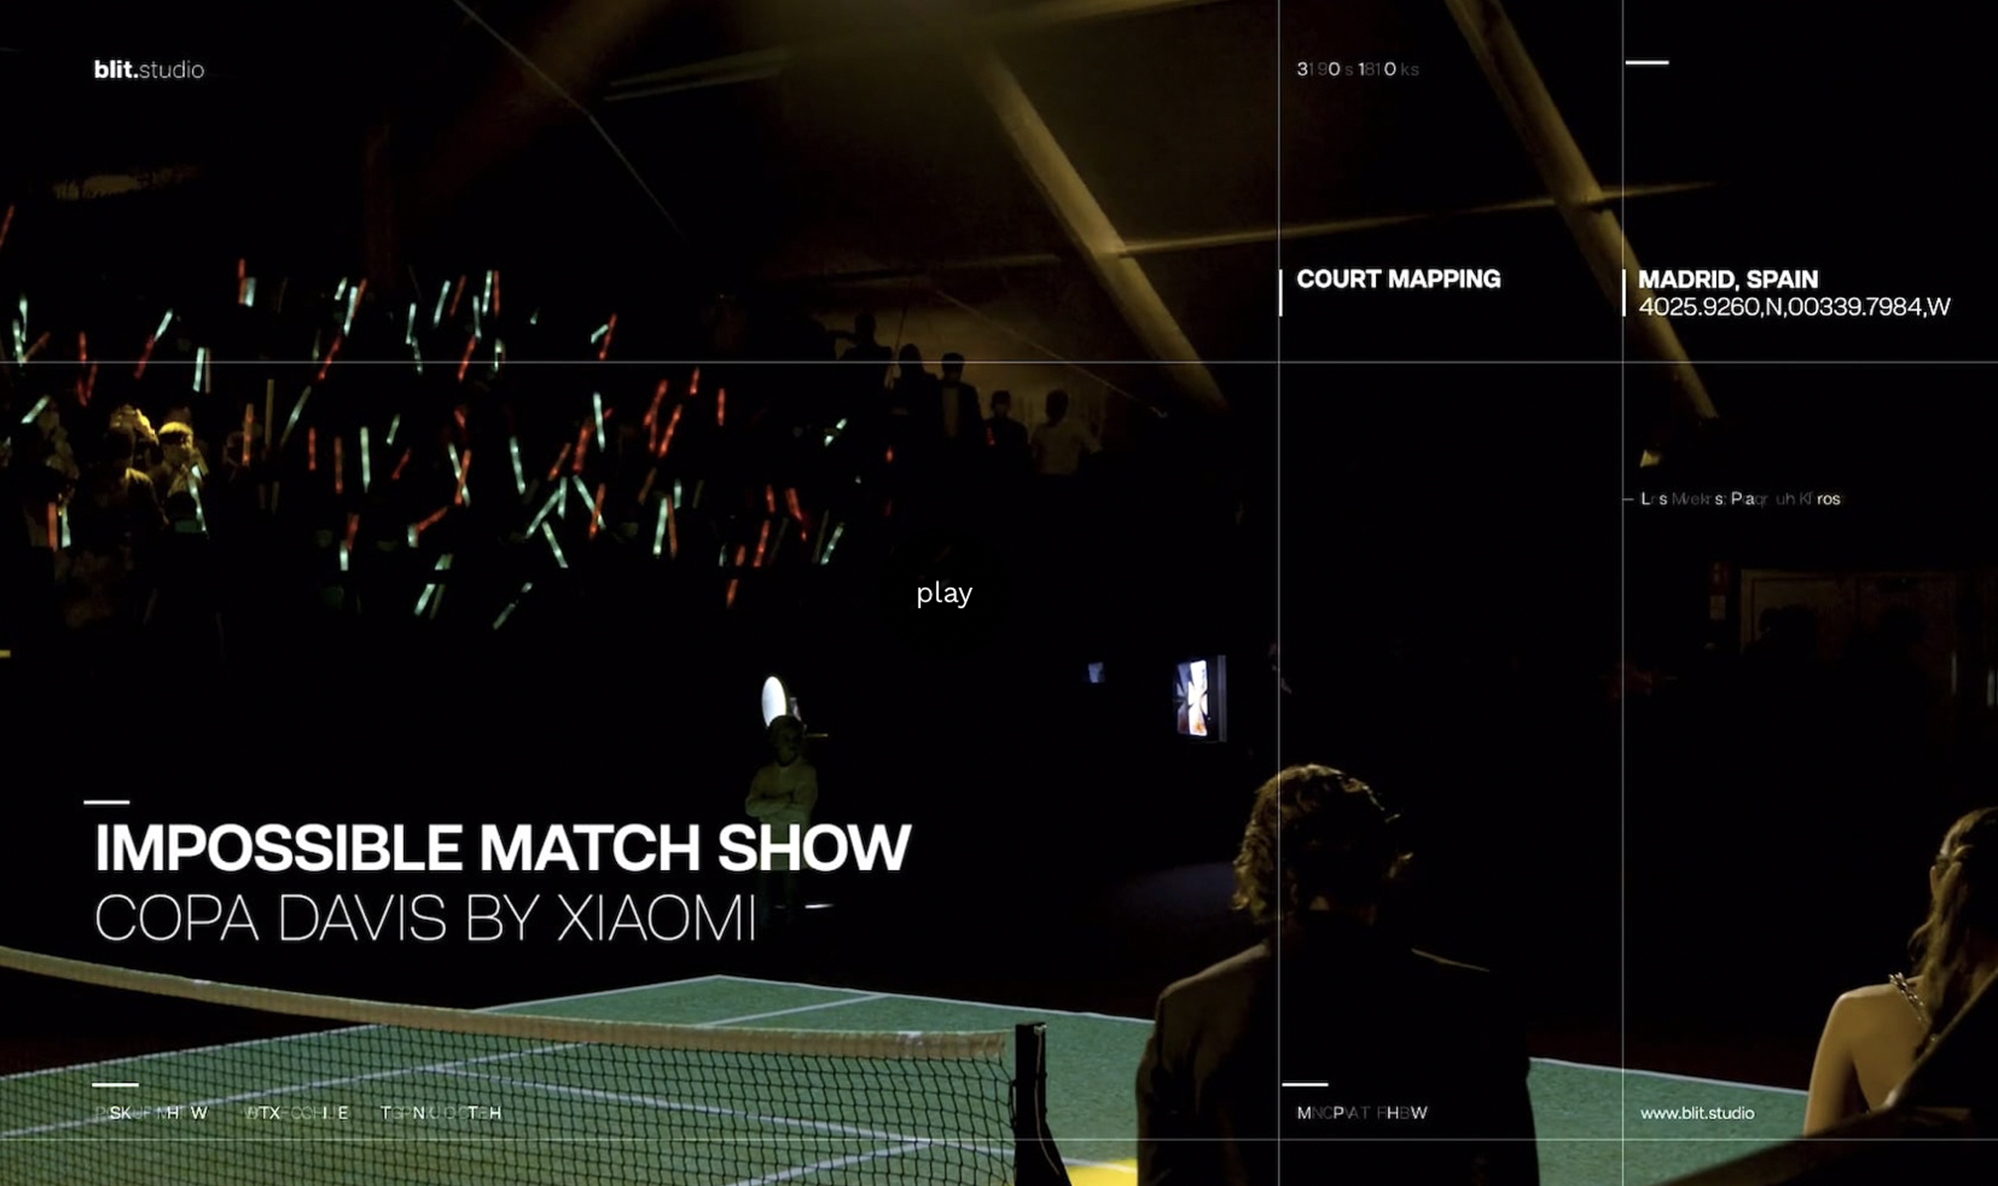 blit.studio
COURT MAPPING
MADRID, SPAIN
4025.9260,N,00339.7984,W
play
IMPOSSIBLE MATCH SHOW
COPA DAVIS BY XIAOMI
www.blit.studio